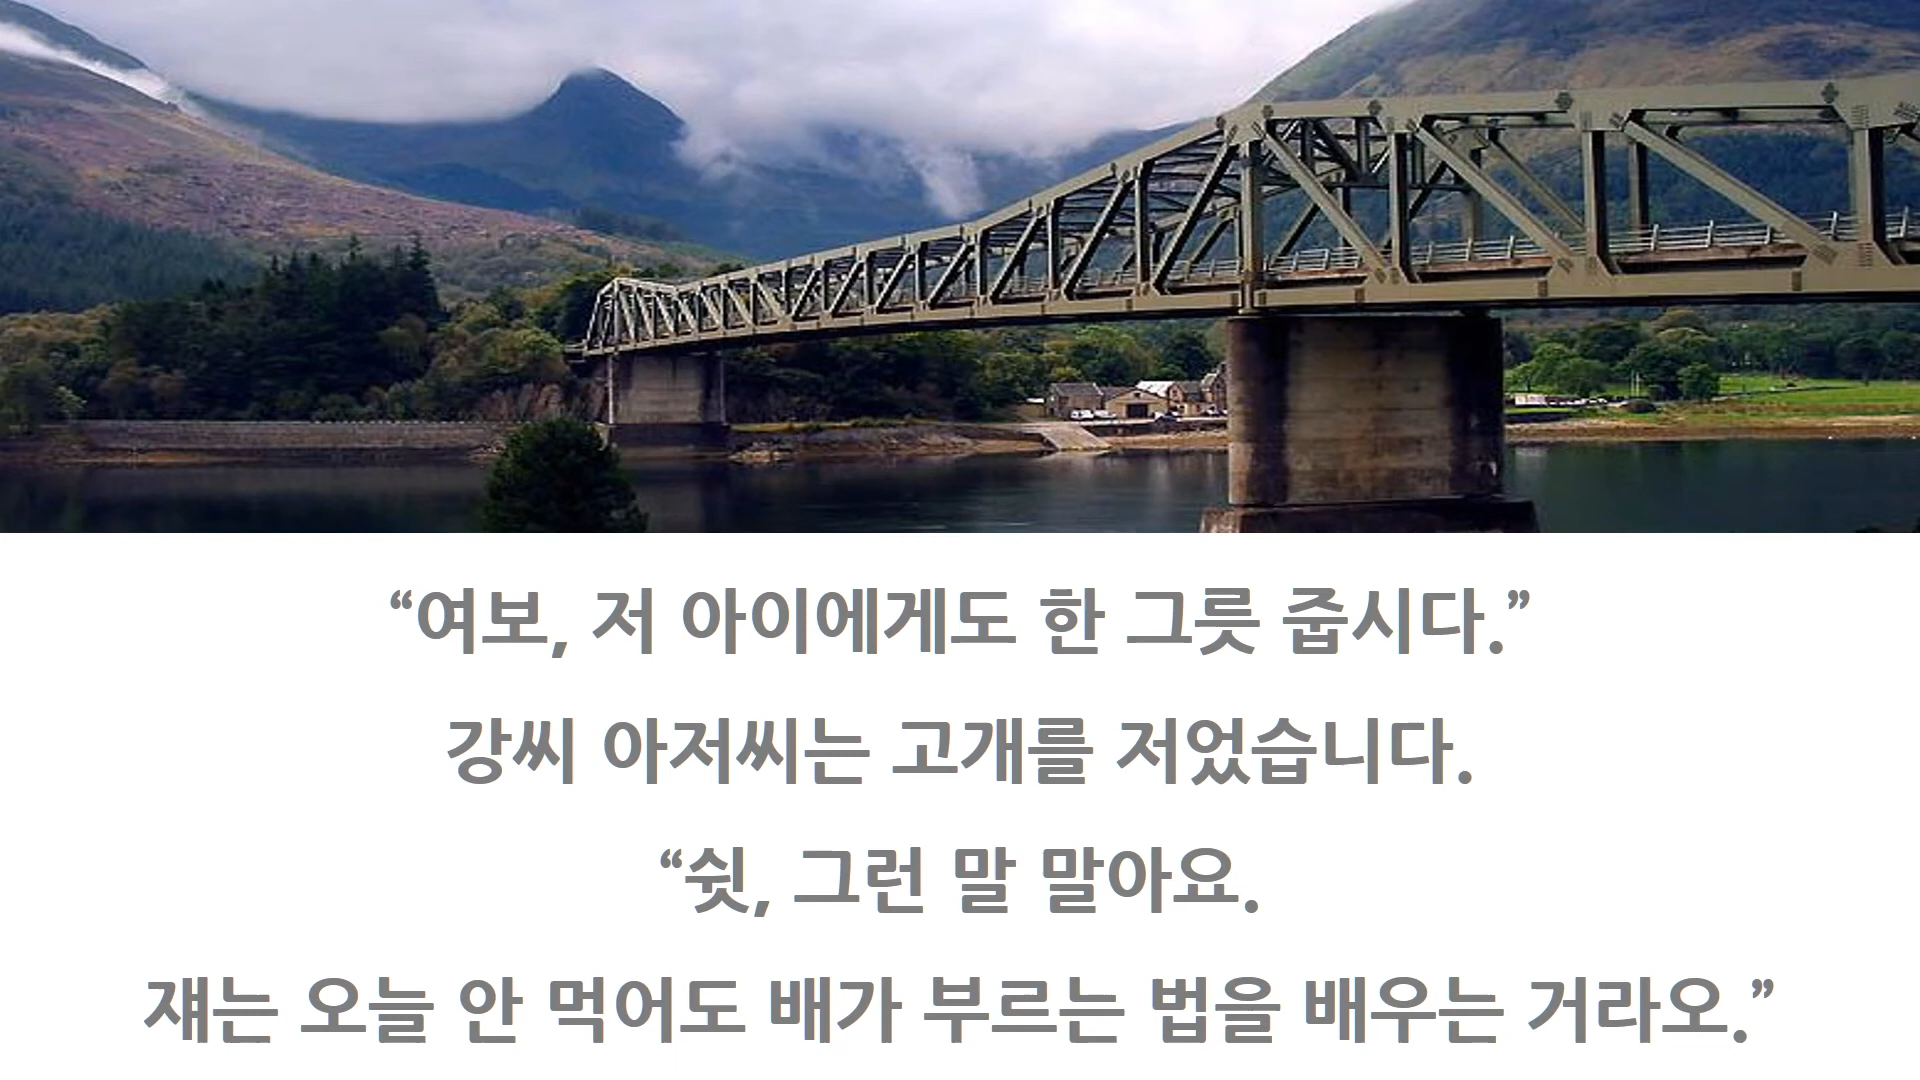 “여보, 저 아이에게도 한 그릇 줍시다.”
강씨 아저씨는 고개를 저었습니다.
“쉿, 그런 말 말아요.
쟤는 오늘 안 먹어도 배가 부르는 법을 배우는 거라오.”